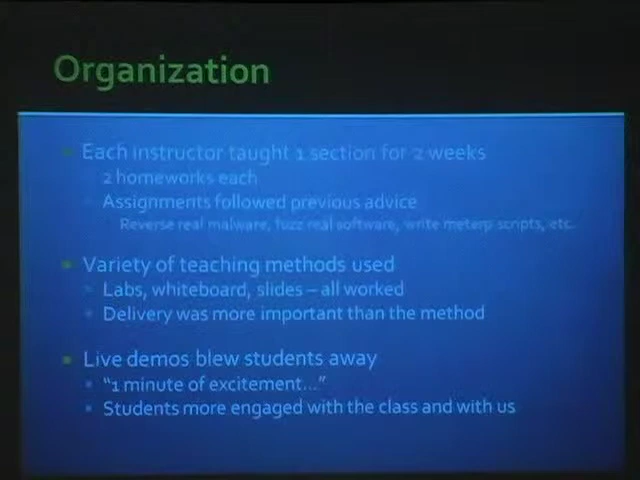 Organization
Each instructor taught 1 section for 2 weeks
2 homeworks each
Assignments followed previous advice
Reverse real malware, fuzz real software, write meterp scripts, etc.
Variety of teaching methods used
Labs, whiteboard, slides – all worked
Delivery was more important than the method
Live demos blew students away
“1 minute of excitement...”
Students more engaged with the class and with us